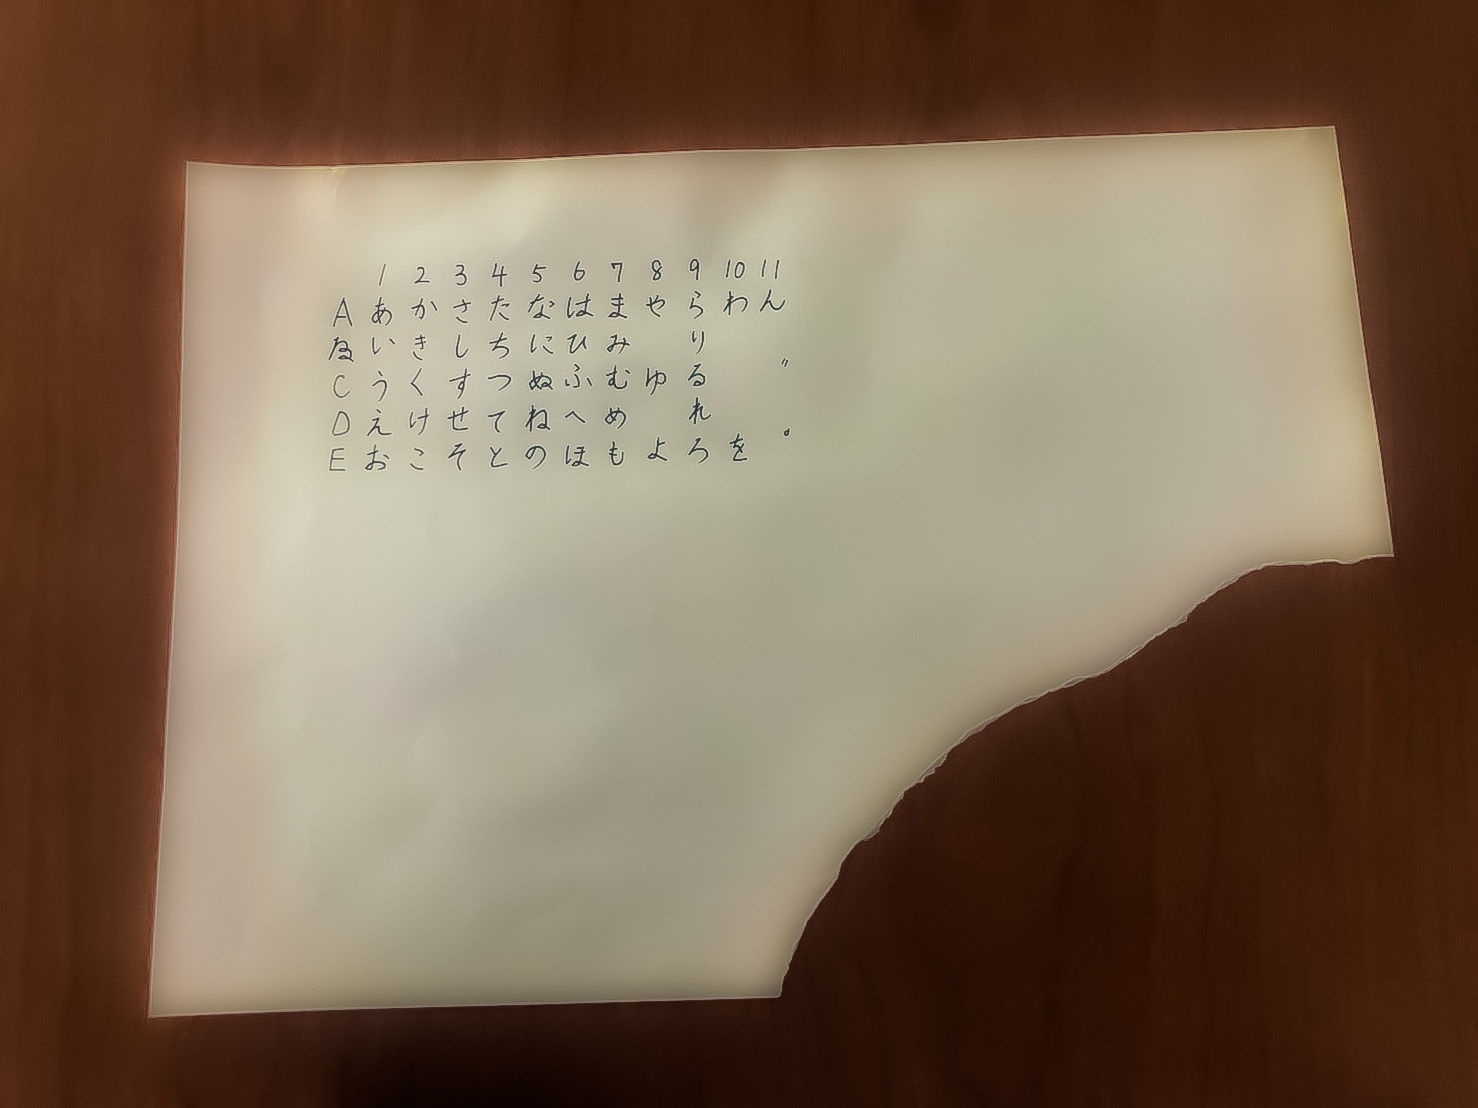 1 2 3 4 5 6 7 8 9 10 11
A あ か さ た な は ま や ら わ ん
い き し ち に ひ み り
C う く す つ ぬ ふ む ゆ る ゛
D え け せ て ね へ め れ
E お こ そ と の ほ も よ ろ を ゜